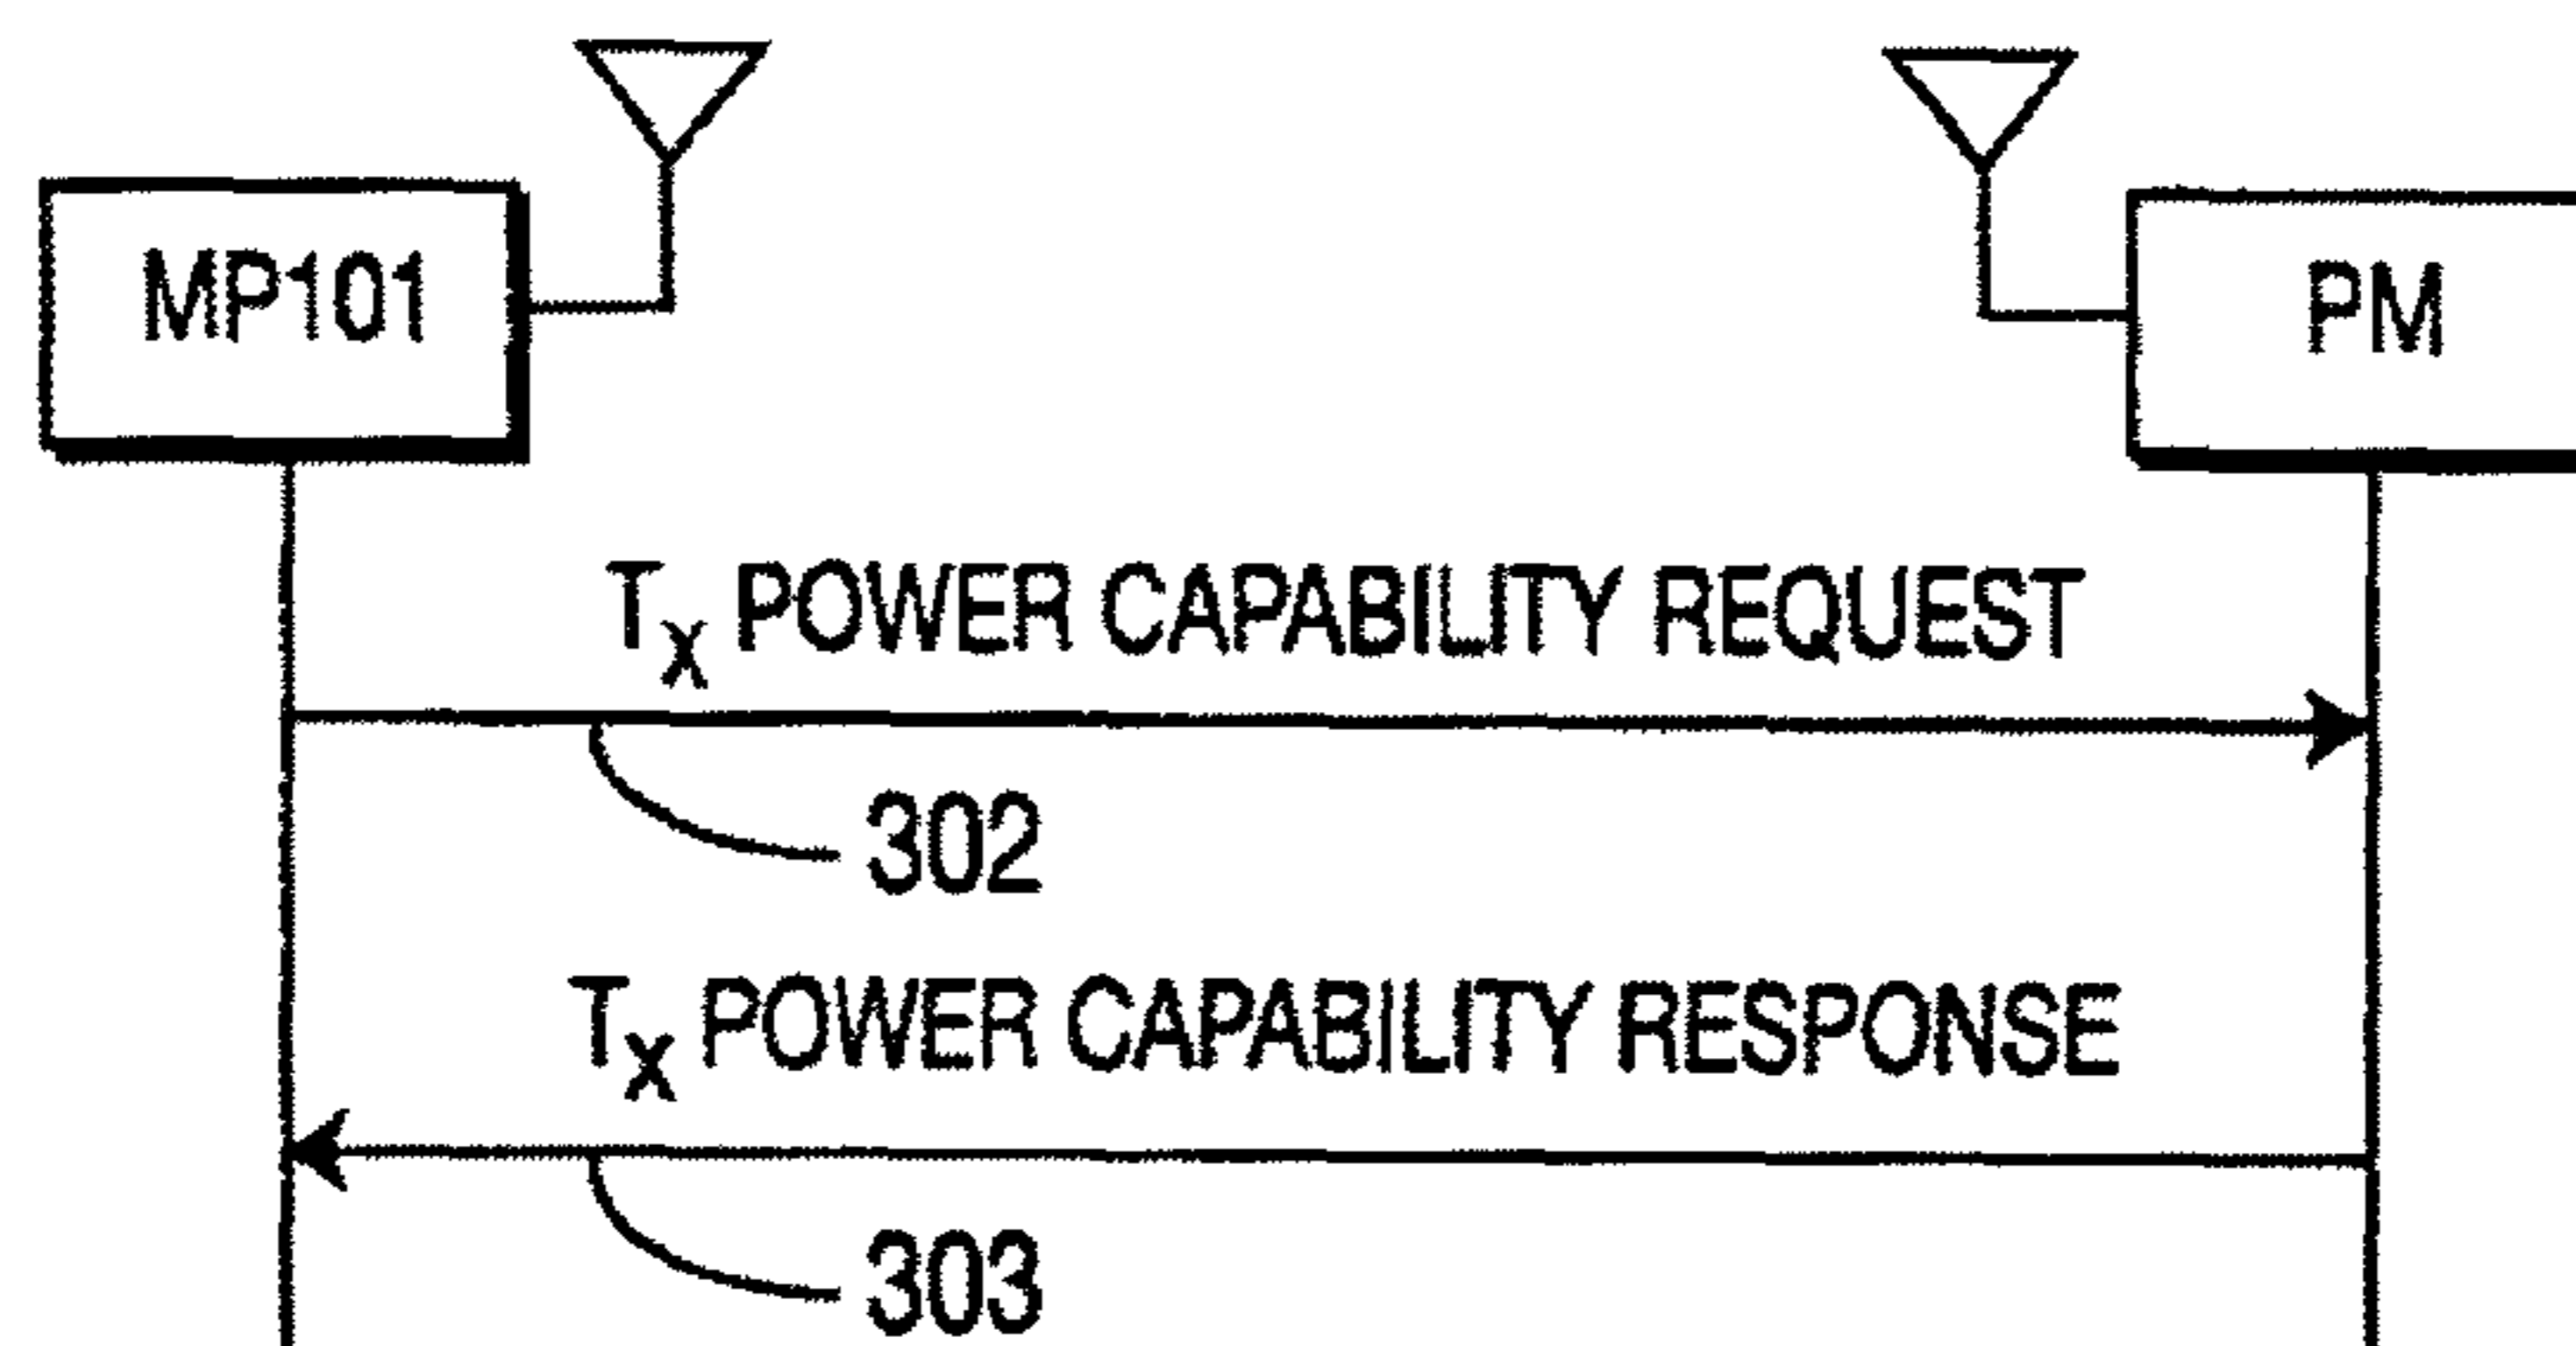 MP101
PM
TX POWER CAPABILITY REQUEST
302
TX POWER CAPABILITY RESPONSE
303